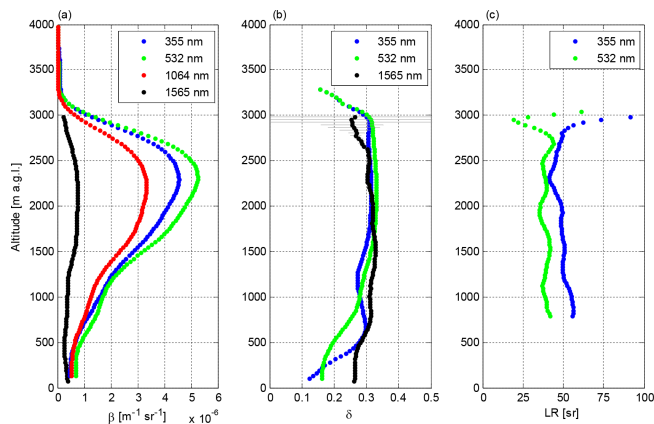 (a)
(b)
(c)
355 nm
532 nm
1064 nm
1565 nm
355 nm
532 nm
1565 nm
355 nm
532 nm
4000
3500
3000
2500
2000
1500
1000
500
0
Altitude [m a.g.l.]
0 1 2 3 4 5 6
β [m⁻¹ sr⁻¹]
x 10⁻⁶
4000
3500
3000
2500
2000
1500
1000
500
0
0 0.1 0.2 0.3 0.4 0.5
δ
4000
3500
3000
2500
2000
1500
1000
500
0
0 25 50 75 100
LR [sr]